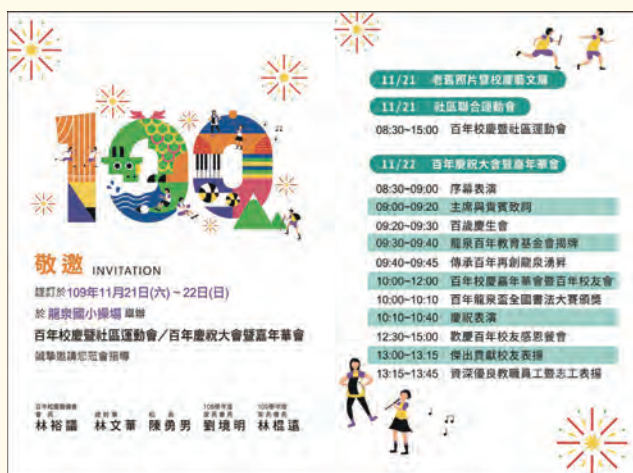 100
敬邀 INVITATION
謹訂於109年11月21日(六)~22日(日)
於 龍泉國小操場 舉辦
百年校慶暨社區運動會/百年慶祝大會暨嘉年華會
誠摯邀請您蒞會指導
林裕議 林文華 陳勇男 劉境明 林棍遠
11/21 老舊照片暨校慶藝文展
11/21 社區聯合運動會
08:30~15:00 百年校慶暨社區運動會
11/22 百年慶祝大會暨嘉年華會
08:30~09:00 序幕表演
09:00~09:20 主席與貴賓致詞
09:20~09:30 百歲慶生會
09:30~09:40 龍泉百年教育基金會揭牌
09:40~09:45 傳承百年再創龍泉湧昇
10:00~12:00 百年校慶嘉年華會暨百年校友會
10:00~10:10 百年龍泉盃全國書法大賽頒獎
10:10~10:40 慶祝表演
12:30~15:00 歡慶百年校友感恩餐會
13:00~13:15 傑出貢獻校友表揚
13:15~13:45 資深優良教職員工暨志工表揚